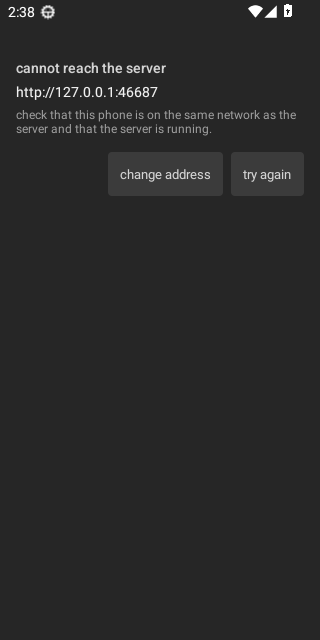 2:38
cannot reach the server
http://127.0.0.1:46687
check that this phone is on the same network as the
server and that the server is running.
change address
try again